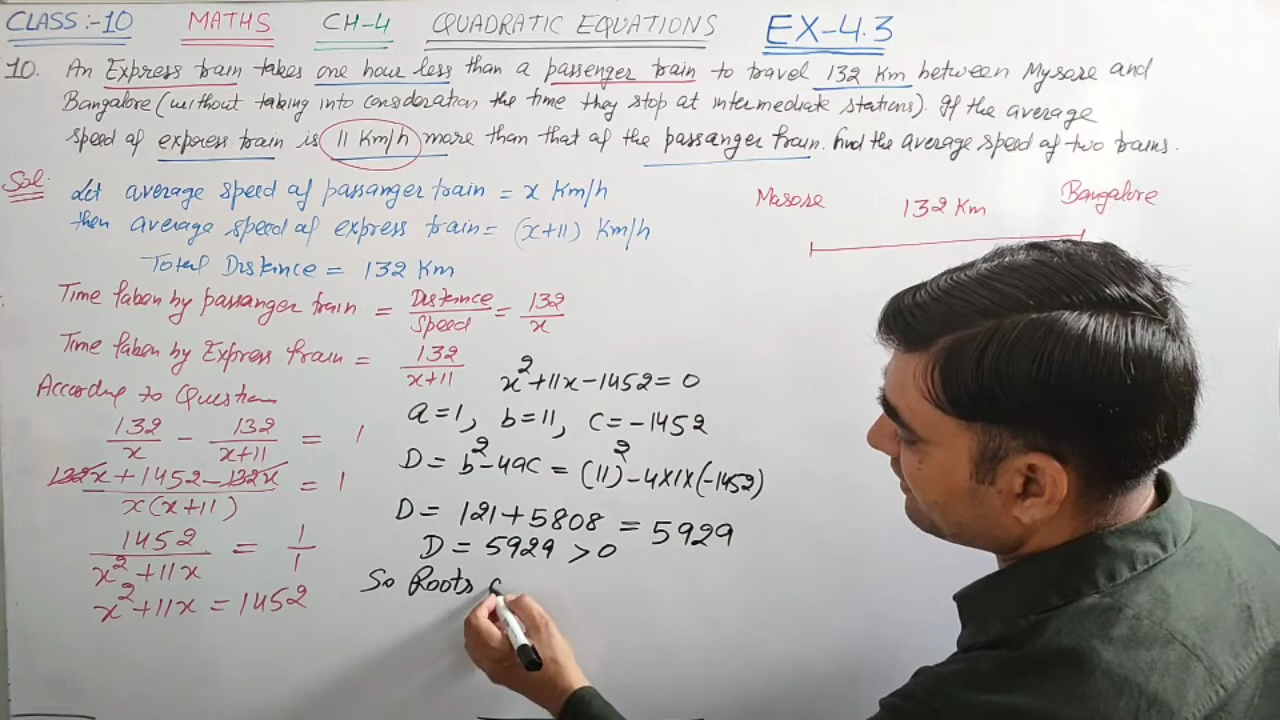 CLASS:-10 MATHS CH-4 QUADRATIC EQUATIONS EX-4.3
10. An Express train takes one hour less than a passenger train to travel 132 Km between Mysore and
Bangalore (without taking into consideration the time they stop at intermediate stations). If the average
speed of express train is 11 Km/h more than that of the passanger train. find the average speed of two trains.
Sol. Let average speed of passanger train = x Km/h
then average speed of express train = (x+11) Km/h
Total Distance = 132 Km
Masore 132 Km Bangalore
Time taken by passanger train = Distance/Speed = 132/x
Time taken by Express train = 132/x+11
According to Question
132/x - 132/x+11 = 1
132x+1452-132x/x(x+11) = 1
1452/x²+11x = 1/1
x²+11x = 1452
x²+11x-1452=0
a=1, b=11, c=-1452
D = b²-4ac = (11)²-4x1x(-1452)
D = 121+5808 = 5929
D = 5929 >0
So Roots